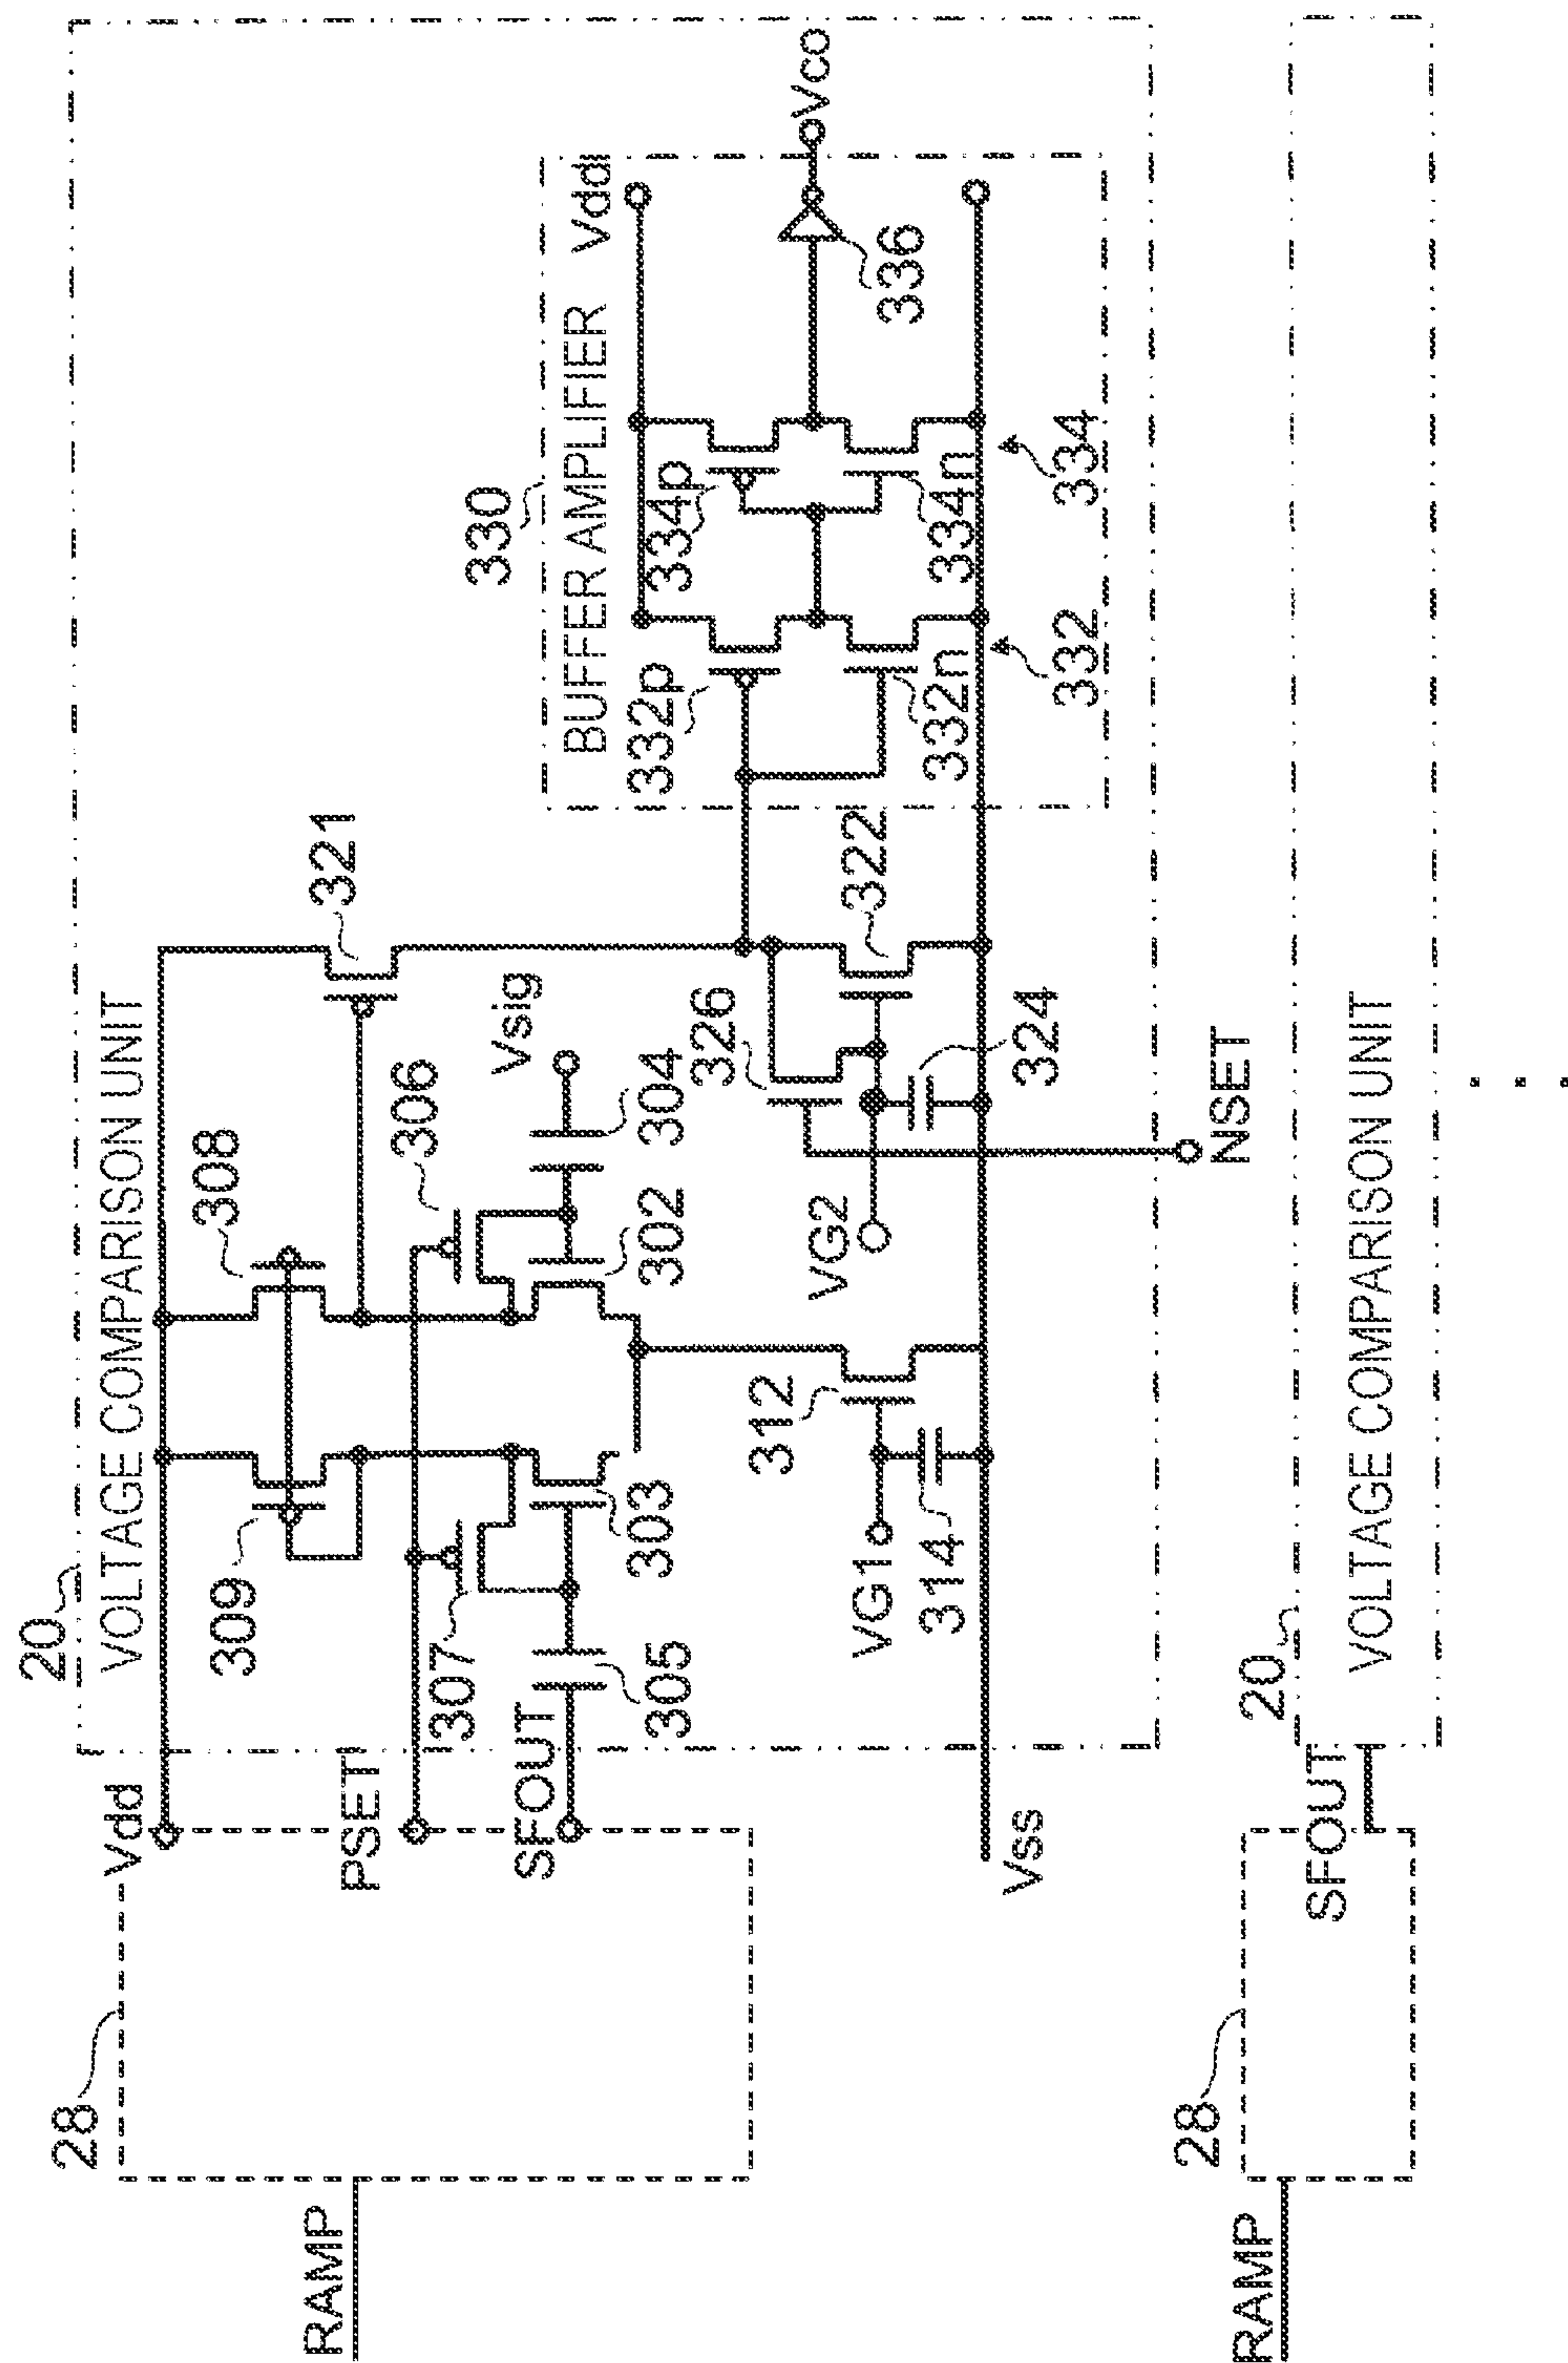 20
VOLTAGE COMPARISON UNIT
28
Vdd
308
309
321
306
PSET
307
Vsig
330
BUFFER AMPLIFIER
Vddl
SFOUT
305
303
302
304
332p
334p
Vco
326
312
VG2
322
336
VG1
314
324
332n
334n
Vss
332
334
NSET
RAMP
20
28
VOLTAGE COMPARISON UNIT
SFOUT
RAMP